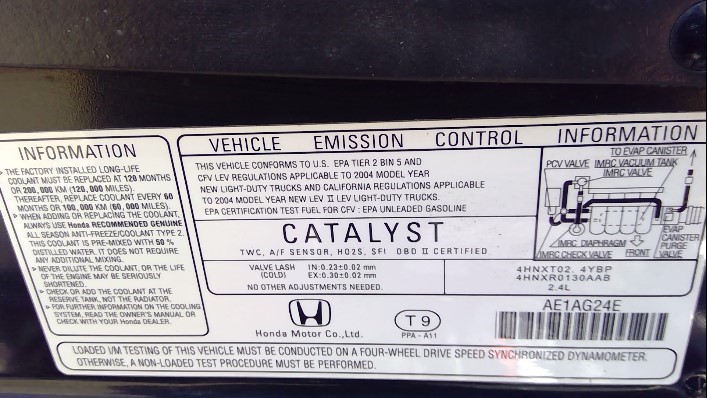 INFORMATION
THE FACTORY INSTALLED LONG-LIFE
COOLANT MUST BE REPLACED AT 120 MONTHS
OR 200,000 KM (120,000 MILES).
THEREAFTER, REPLACE COOLANT EVERY 60
MONTHS OR 100,000 KM (60,000 MILES).
WHEN ADDING OR REPLACING THE COOLANT,
ALWAYS USE Honda RECOMMENDED GENUINE
ALL SEASON ANTI-FREEZE/COOLANT TYPE 2.
THIS COOLANT IS PRE-MIXED WITH 50 %
DISTILLED WATER. IT DOES NOT REQUIRE
ANY ADDITIONAL MIXING.
NEVER DILUTE THE COOLANT, OR THE LIFE
OF THE ENGINE MAY BE SERIOUSLY
SHORTENED.
CHECK OR ADD THE COOLANT AT THE
RESERVE TANK, NOT THE RADIATOR.
FOR FURTHER INFORMATION ON THE COOLING
SYSTEM, READ THE OWNER'S MANUAL OR
CHECK WITH YOUR Honda DEALER.
VEHICLE EMISSION CONTROL INFORMATION
THIS VEHICLE CONFORMS TO U.S. EPA TIER 2 BIN 5 AND
CFV LEV REGULATIONS APPLICABLE TO 2004 MODEL YEAR
NEW LIGHT-DUTY TRUCKS AND CALIFORNIA REGULATIONS APPLICABLE
TO 2004 MODEL YEAR NEW LEV II LEV LIGHT-DUTY TRUCKS.
EPA CERTIFICATION TEST FUEL FOR CFV : EPA UNLEADED GASOLINE
TO EVAP CANISTER
PCV VALVE IMRC VACUUM TANK
IMRC VALVE
IMRC DIAPHRAGM
IMRC CHECK VALVE FRONT
EVAP
CANISTER
PURGE
VALVE
CATALYST
TWC, A/F SENSOR, HO2S, SFI OBD II CERTIFIED
VALVE LASH IN:0.23±0.02 mm
(COLD) EX:0.30±0.02 mm
NO OTHER ADJUSTMENTS NEEDED.
4HNXT02. 4YBP
4HNXR0130AAB
2.4L
Honda Motor Co.,Ltd.
T9
PPA - A11
AE1AG24E
LOADED I/M TESTING OF THIS VEHICLE MUST BE CONDUCTED ON A FOUR-WHEEL DRIVE SPEED SYNCHRONIZED DYNAMOMETER.
OTHERWISE, A NON-LOADED TEST PROCEDURE MUST BE PERFORMED.